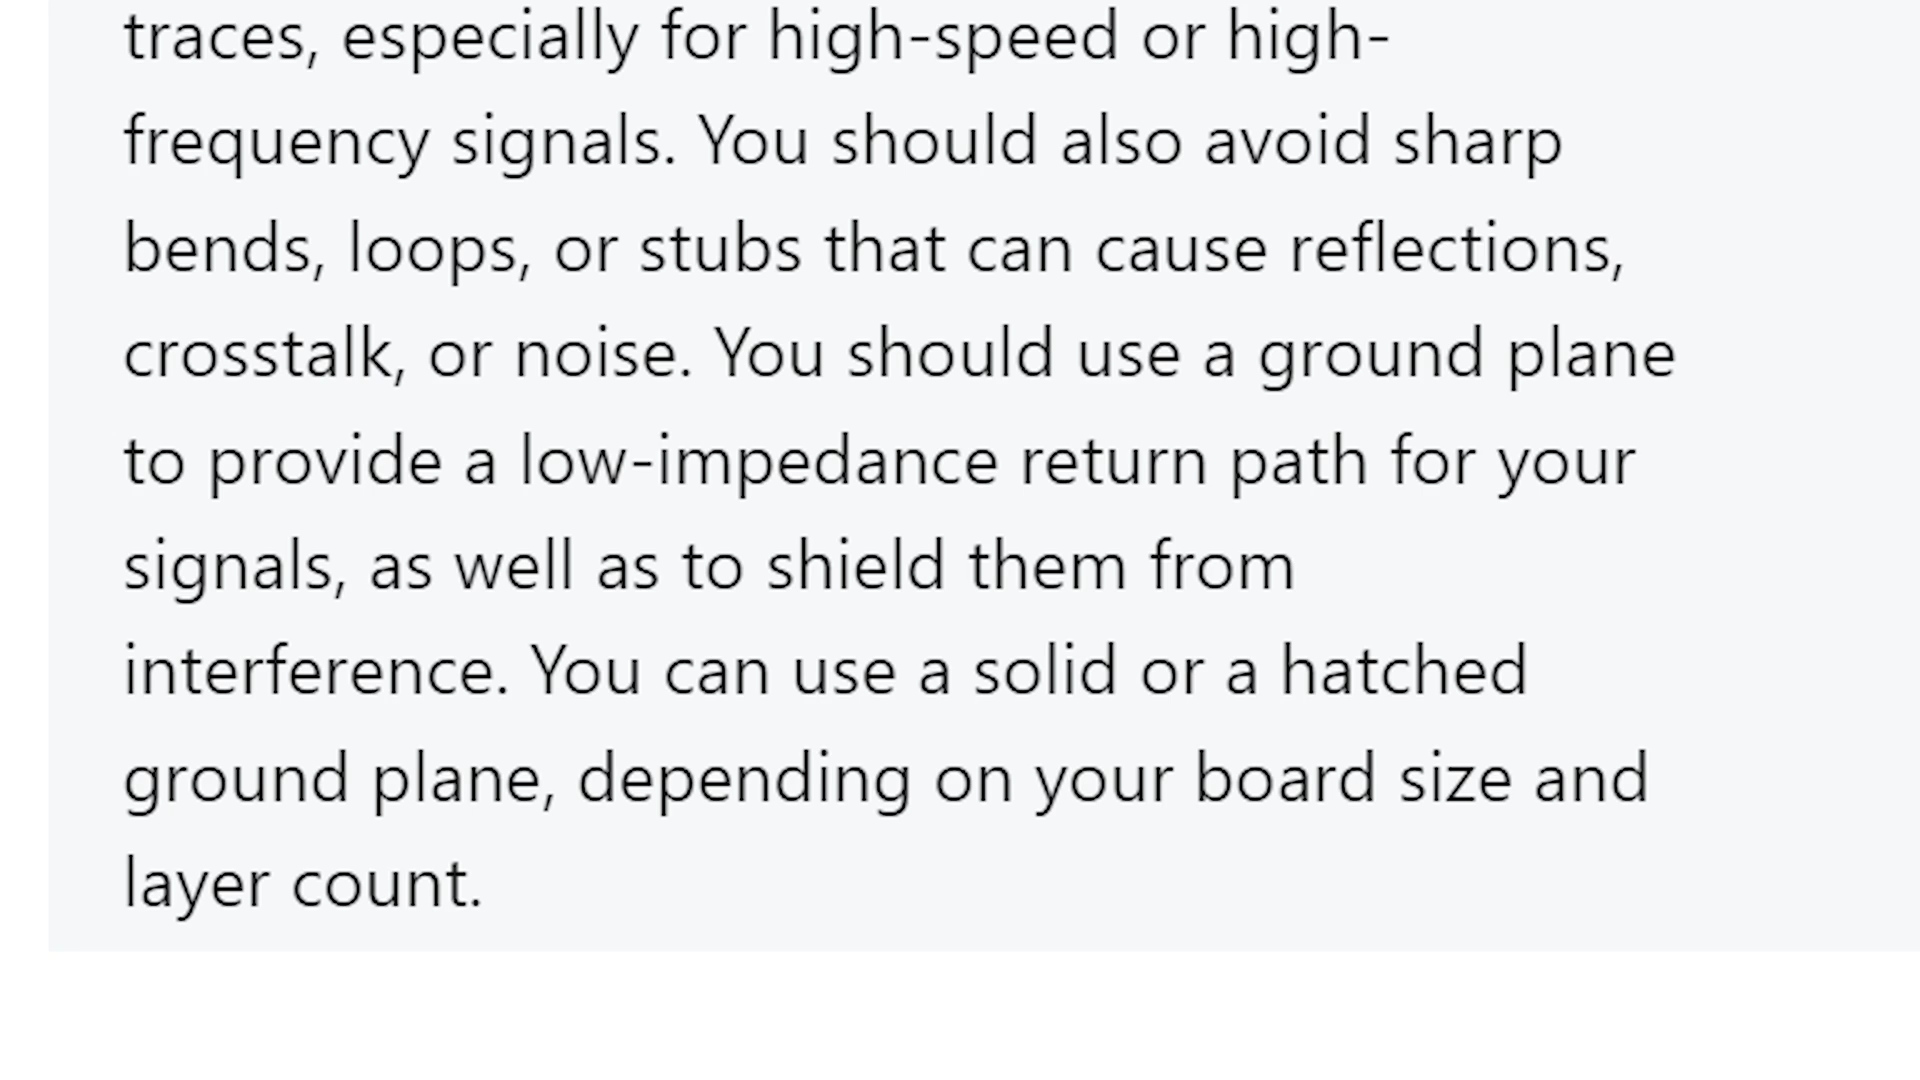 traces, especially for high-speed or high-
frequency signals. You should also avoid sharp
bends, loops, or stubs that can cause reflections,
crosstalk, or noise. You should use a ground plane
to provide a low-impedance return path for your
signals, as well as to shield them from
interference. You can use a solid or a hatched
ground plane, depending on your board size and
layer count.